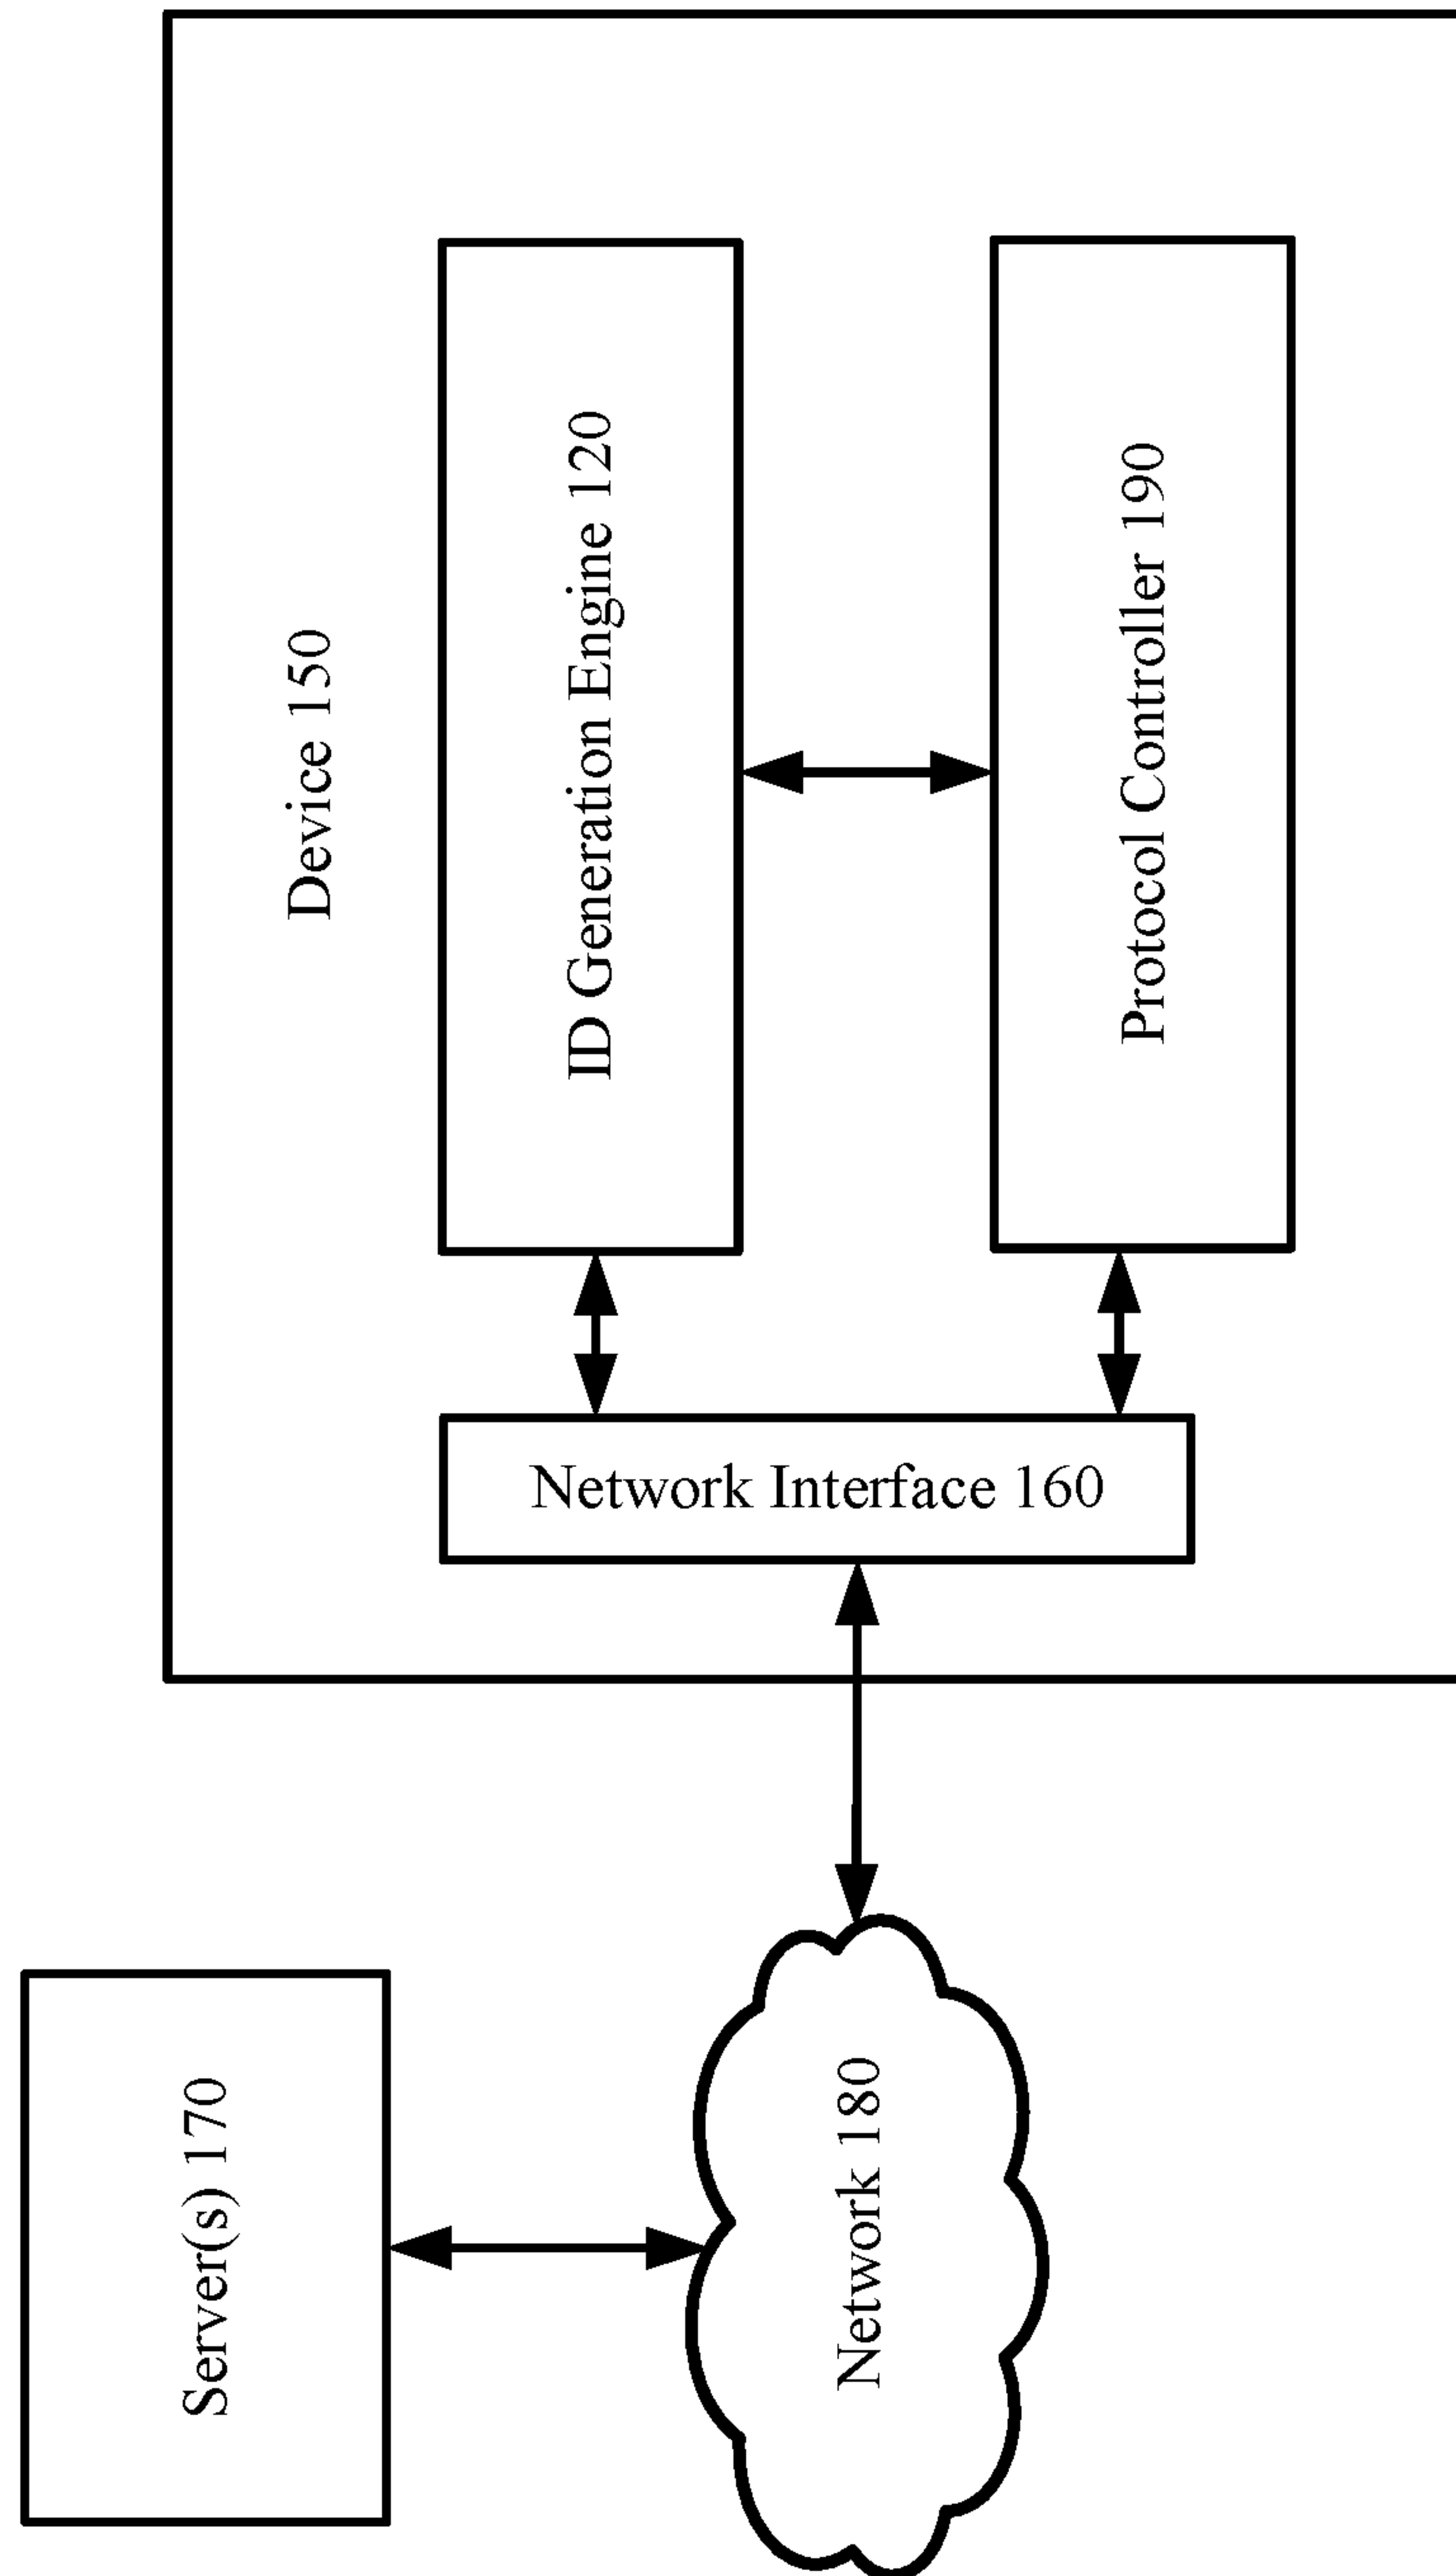 Device 150
ID Generation Engine 120
Protocol Controller 190
Network Interface 160
Server(s) 170
Network 180